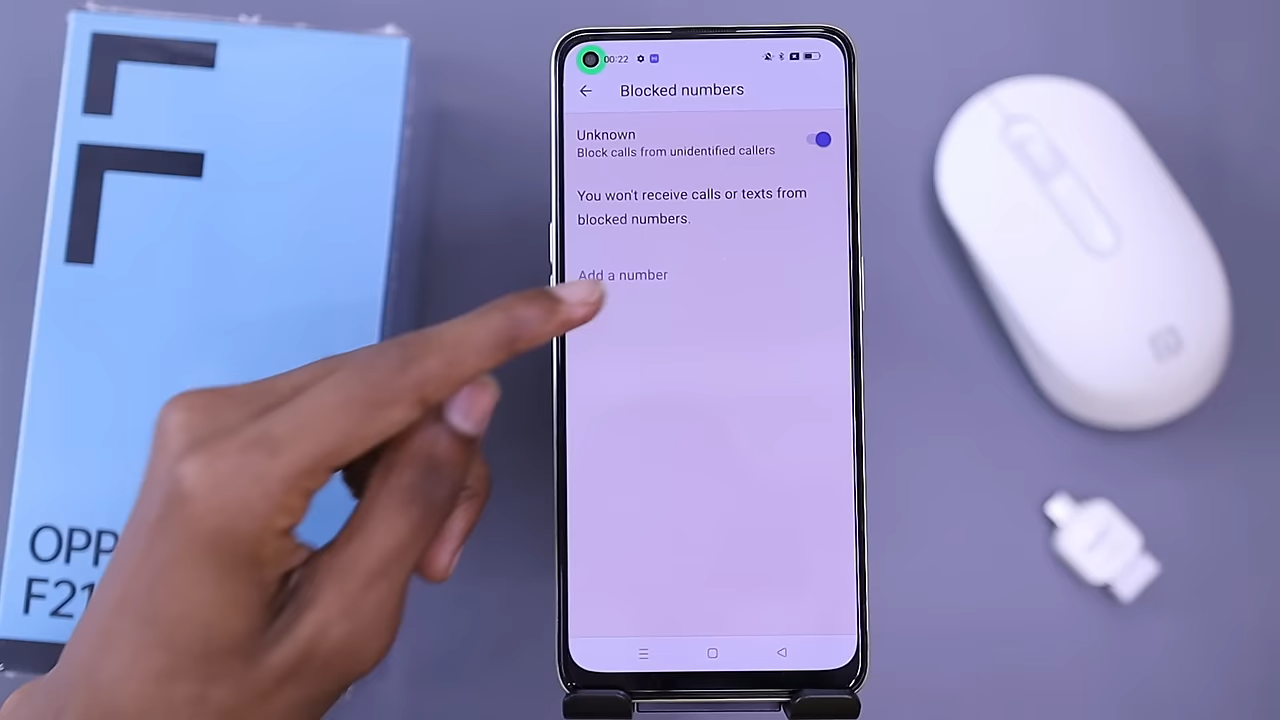 F
F
OPP
F21
00:22
Blocked numbers
Unknown
Block calls from unidentified callers
You won't receive calls or texts from
blocked numbers.
Add a number